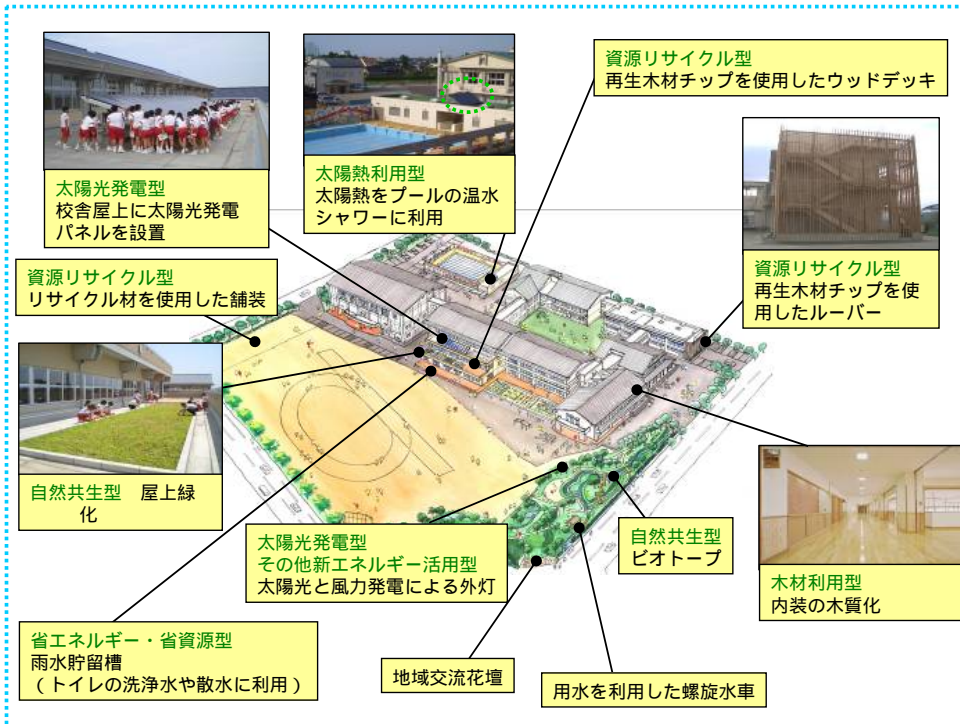 資源リサイクル型
再生木材チップを使用したウッドデッキ
太陽光発電型
校舎屋上に太陽光発電
パネルを設置
太陽熱利用型
太陽熱をプールの温水
シャワーに利用
資源リサイクル型
リサイクル材を使用した舗装
資源リサイクル型
再生木材チップを使
用したルーバー
自然共生型　屋上緑
化
太陽光発電型
その他新エネルギー活用型
太陽光と風力発電による外灯
自然共生型
ビオトープ
木材利用型
内装の木質化
省エネルギー・省資源型
雨水貯留槽
（トイレの洗浄水や散水に利用）
地域交流花壇
用水を利用した螺旋水車